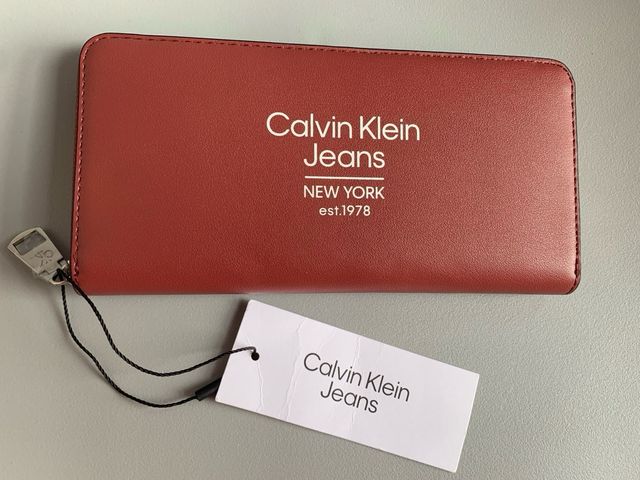 Calvin Klein
Jeans
NEW YORK
est.1978
Calvin Klein
Jeans